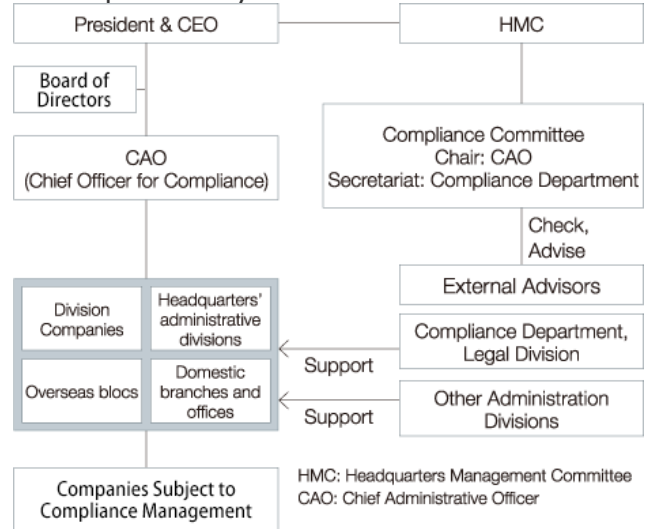 President & CEO
HMC
Board of
Directors
CAO
(Chief Officer for Compliance)
Compliance Committee
Chair: CAO
Secretariat: Compliance Department
Check,
Advise
External Advisors
Division
Companies
Headquarters'
administrative
divisions
Overseas blocs
Domestic
branches and
offices
Support
Compliance Department,
Legal Division
Support
Other Administration
Divisions
Companies Subject to
Compliance Management
HMC: Headquarters Management Committee
CAO: Chief Administrative Officer